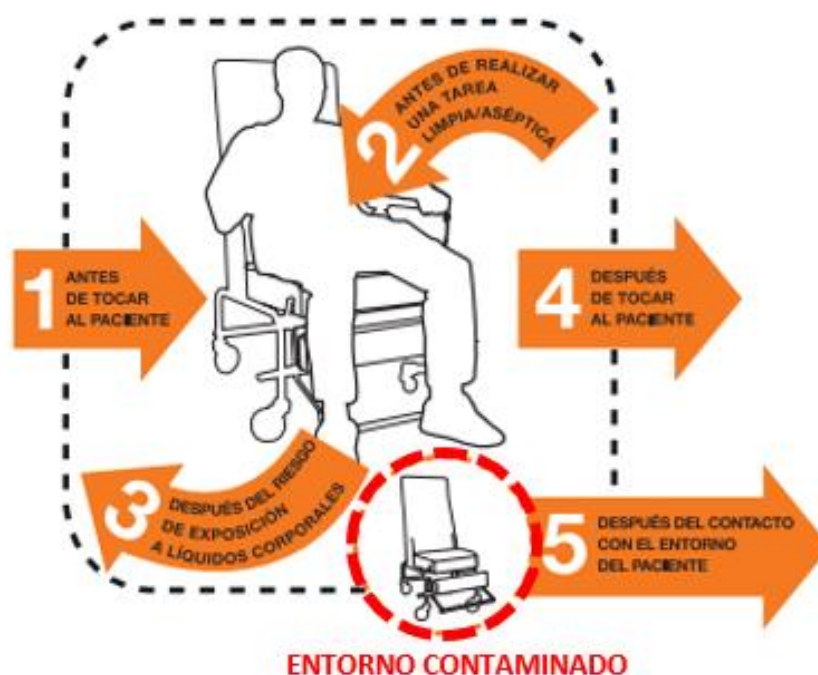 1
ANTES
DE TOCAR
AL PACIENTE
2
ANTES DE REALIZAR
UNA TAREA
LIMPIA/ASÉPTICA
3
DESPUÉS DEL RIESGO
DE EXPOSICIÓN
A LÍQUIDOS CORPORALES
4
DESPUÉS
DE TOCAR
AL PACIENTE
5
DESPUÉS DEL CONTACTO
CON EL ENTORNO
DEL PACIENTE
ENTORNO CONTAMINADO